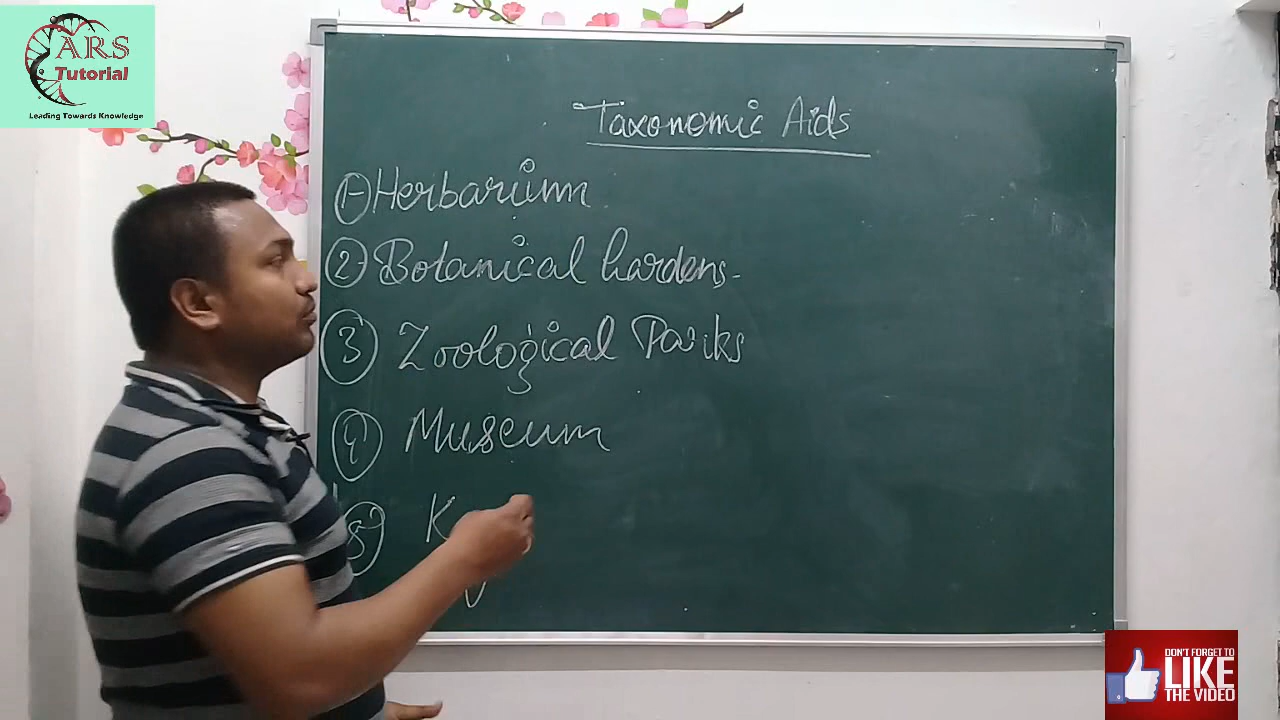 ARS
Tutorial
Leading Towards Knowledge
Taxonomic Aids
1 Herbarium
2 Botanical Gardens
3 Zoological Parks
4 Museum
5 K
DON'T FORGET TO
LIKE
THE VIDEO